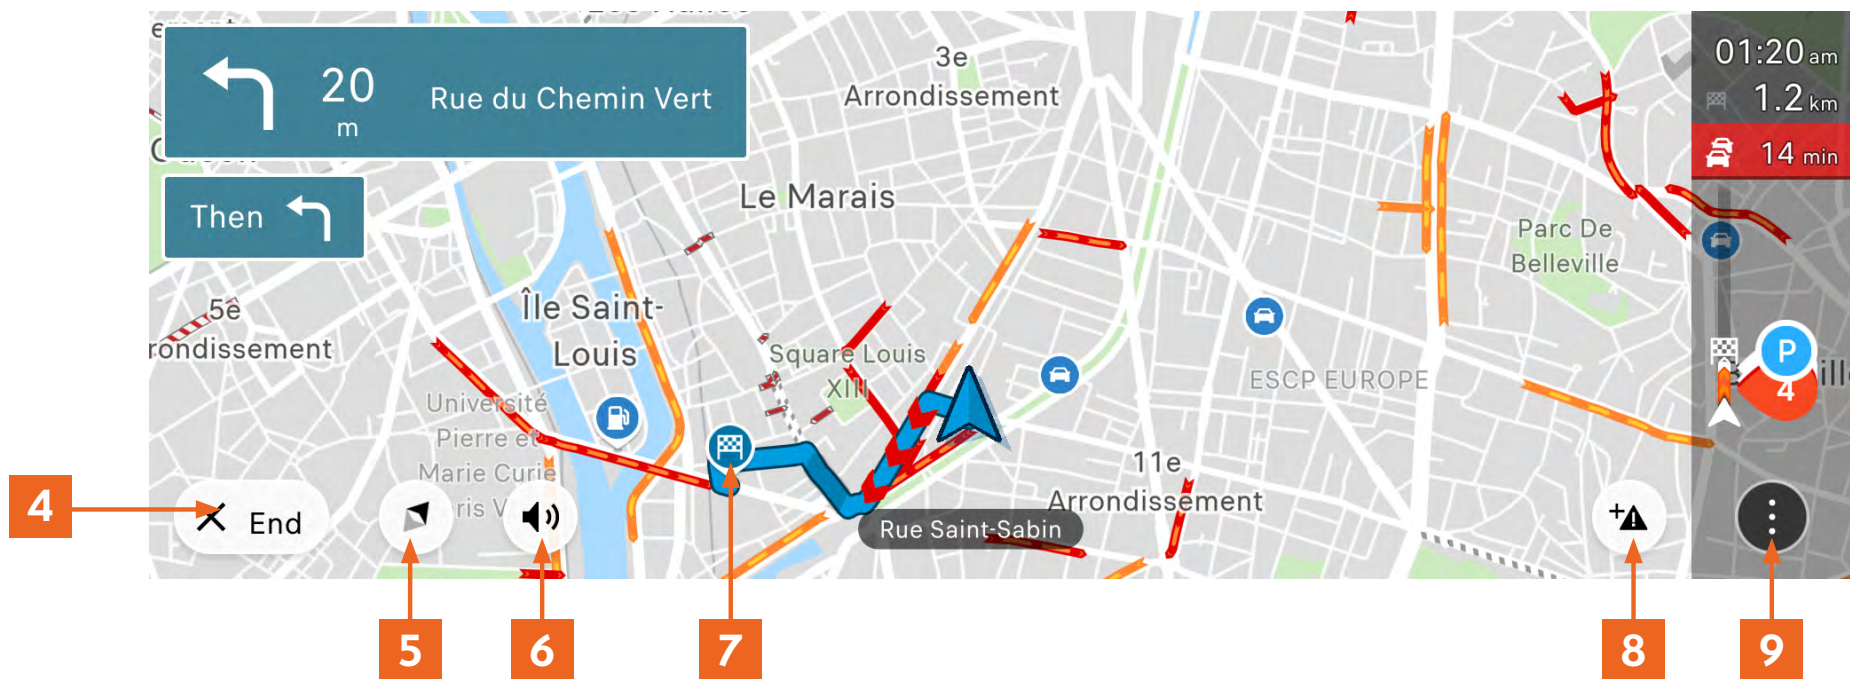 3e
Arrondissement
20
m
Rue du Chemin Vert
Then
Le Marais
5e
rondissement
Île Saint-
Louis
Square Louis
XIII
Université
Pierre et
Marie Curie
ris V
ESCP EUROPE
11e
Arrondissement
Parc De
Belleville
Rue Saint-Sabin
End
01:20 am
1.2 km
14 min
P
4
4
5
6
7
8
9